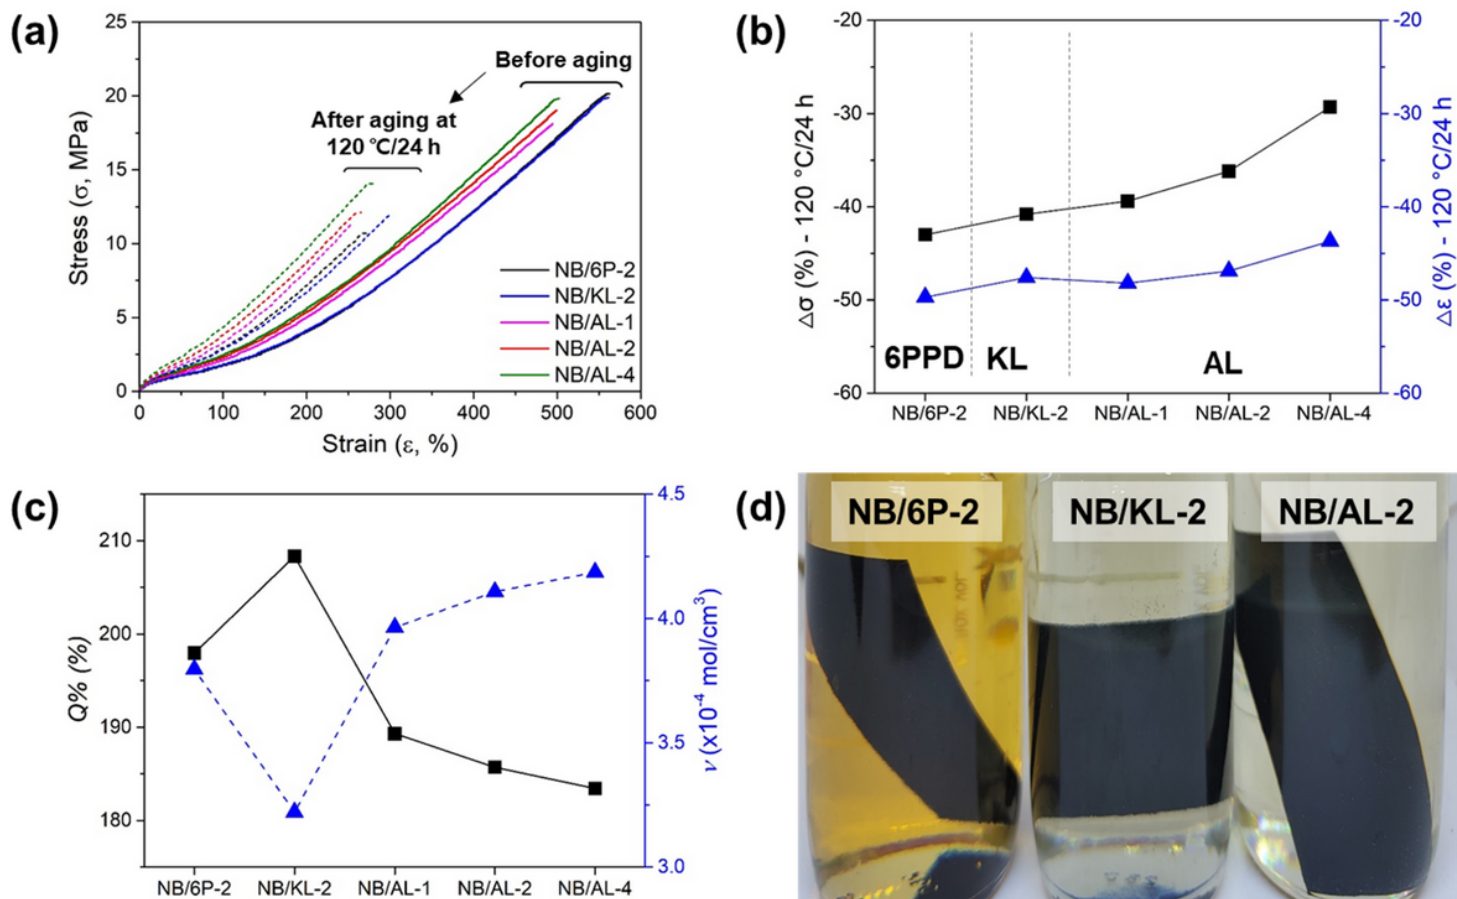 (a)
25
20
15
10
5
0
Stress (σ, MPa)
Before aging
After aging at
120 °C/24 h
NB/6P-2
NB/KL-2
NB/AL-1
NB/AL-2
NB/AL-4
0 100 200 300 400 500 600
Strain (ε, %)
(b)
-20
-30
-40
-50
-60
△σ (%) - 120 °C/24 h
6PPD KL AL
-20
-30
-40
-50
-60
△ε (%) - 120 °C/24 h
NB/6P-2 NB/KL-2 NB/AL-1 NB/AL-2 NB/AL-4
(c)
210
200
190
180
Q% (%)
4.5
4.0
3.5
3.0
ν (x10⁻⁴ mol/cm³)
NB/6P-2 NB/KL-2 NB/AL-1 NB/AL-2 NB/AL-4
(d)
NB/6P-2 NB/KL-2 NB/AL-2